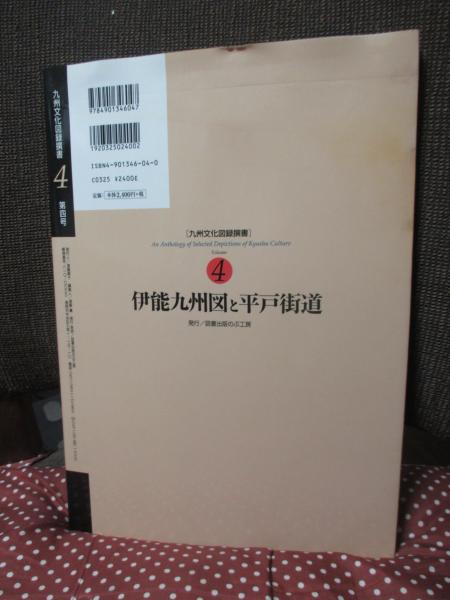 九州文化図録撰書
4
第四号
9784901346047
1920325024002
ISBN4-901346-04-0
C0325 ¥2400E
定価：本体2,400円+税
［九州文化図録撰書］
An Anthology of Selected Depictions of Kyushu Culture
Volume
4
伊能九州図と平戸街道
発行／図書出版のぶ工房